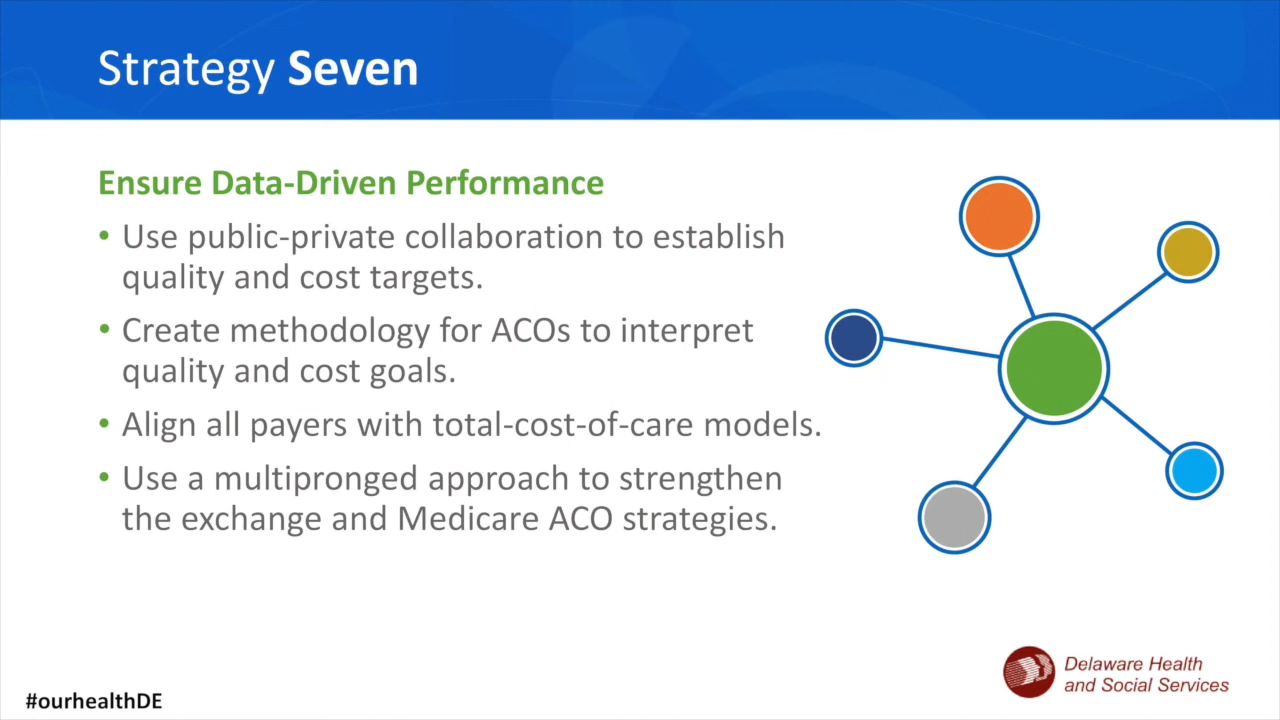 Strategy Seven
Ensure Data-Driven Performance
• Use public-private collaboration to establish
quality and cost targets.
• Create methodology for ACOs to interpret
quality and cost goals.
• Align all payers with total-cost-of-care models.
• Use a multipronged approach to strengthen
the exchange and Medicare ACO strategies.
Delaware Health
and Social Services
#ourhealthDE